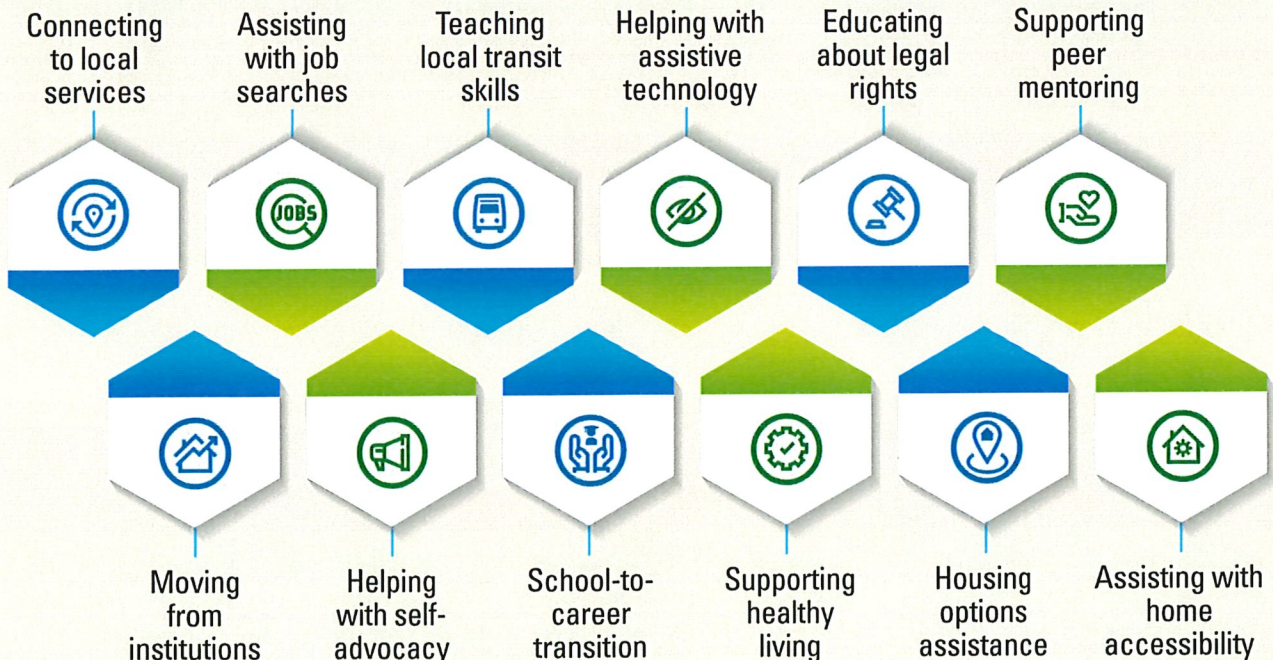 Connecting
to local
services
Assisting
with job
searches
Teaching
local transit
skills
Helping with
assistive
technology
Educating
about legal
rights
Supporting
peer
mentoring
JOBS
Moving
from
institutions
Helping
with self-
advocacy
School-to-
career
transition
Supporting
healthy
living
Housing
options
assistance
Assisting with
home
accessibility